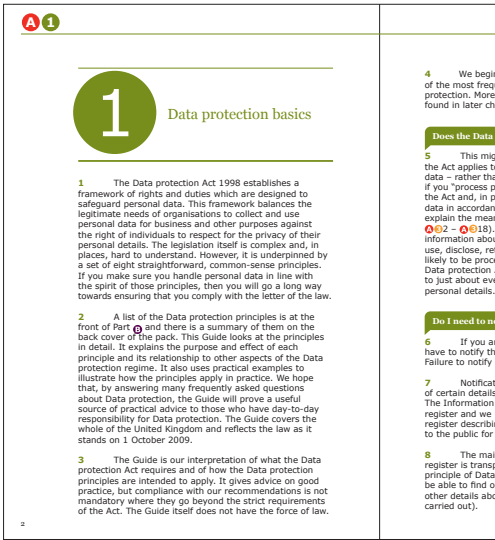 A 1
1
Data protection basics
1 The Data protection Act 1998 establishes a
framework of rights and duties which are designed to
safeguard personal data. This framework balances the
legitimate needs of organisations to collect and use
personal data for business and other purposes against
the right of individuals to respect for the privacy of their
personal details. The legislation itself is complex and, in
places, hard to understand. However, it is underpinned by
a set of eight straightforward, common-sense principles.
If you make sure you handle personal data in line with
the spirit of those principles, then you will go a long way
towards ensuring that you comply with the letter of the law.
2 A list of the Data protection principles is at the
front of Part B and there is a summary of them on the
back cover of the pack. This Guide looks at the principles
in detail. It explains the purpose and effect of each
principle and its relationship to other aspects of the Data
protection regime. It also uses practical examples to
illustrate how the principles apply in practice. We hope
that, by answering many frequently asked questions
about Data protection, the Guide will prove a useful
source of practical advice to those who have day-to-day
responsibility for Data protection. The Guide covers the
whole of the United Kingdom and reflects the law as it
stands on 1 October 2009.
3 The Guide is our interpretation of what the Data
protection Act requires and of how the Data protection
principles are intended to apply. It gives advice on good
practice, but compliance with our recommendations is not
mandatory where they go beyond the strict requirements
of the Act. The Guide itself does not have the force of law.
2
4 We begin
of the most freq
protection. More
found in later ch
Does the Data
5 This mig
the Act applies to
data – rather tha
if you "process p
the Act and, in p
data in accordan
explain the mean
A 3 2 – A 3 18).
information abou
use, disclose, ret
likely to be proce
Data protection
to just about eve
personal details.
Do I need to no
6 If you ar
have to notify th
Failure to notify
7 Notificat
of certain details
The Information
register and we
register describin
to the public for
8 The mai
register is transp
principle of Data
be able to find o
other details abo
carried out).